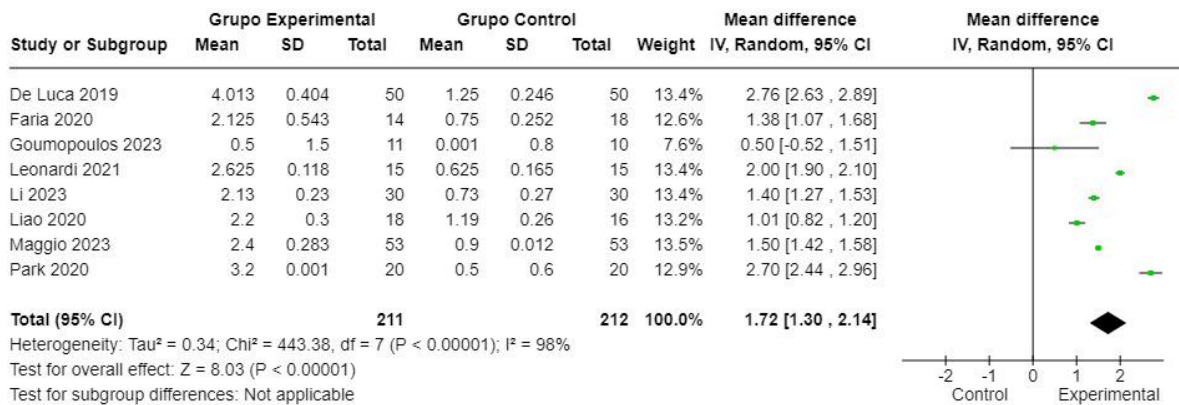 Grupo Experimental Grupo Control Mean difference Mean difference
Study or Subgroup Mean SD Total Mean SD Total Weight IV, Random, 95% CI IV, Random, 95% CI
De Luca 2019 4.013 0.404 50 1.25 0.246 50 13.4% 2.76 [2.63 , 2.89]
Faria 2020 2.125 0.543 14 0.75 0.252 18 12.6% 1.38 [1.07 , 1.68]
Goumopoulos 2023 0.5 1.5 11 0.001 0.8 10 7.6% 0.50 [-0.52 , 1.51]
Leonardi 2021 2.625 0.118 15 0.625 0.165 15 13.4% 2.00 [1.90 , 2.10]
Li 2023 2.13 0.23 30 0.73 0.27 30 13.4% 1.40 [1.27 , 1.53]
Liao 2020 2.2 0.3 18 1.19 0.26 16 13.2% 1.01 [0.82 , 1.20]
Maggio 2023 2.4 0.283 53 0.9 0.012 53 13.5% 1.50 [1.42 , 1.58]
Park 2020 3.2 0.001 20 0.5 0.6 20 12.9% 2.70 [2.44 , 2.96]
Total (95% CI) 211 212 100.0% 1.72 [1.30 , 2.14]
Heterogeneity: Tau² = 0.34; Chi² = 443.38, df = 7 (P < 0.00001); I² = 98%
Test for overall effect: Z = 8.03 (P < 0.00001)
Test for subgroup differences: Not applicable
-2 -1 0 1 2
Control Experimental